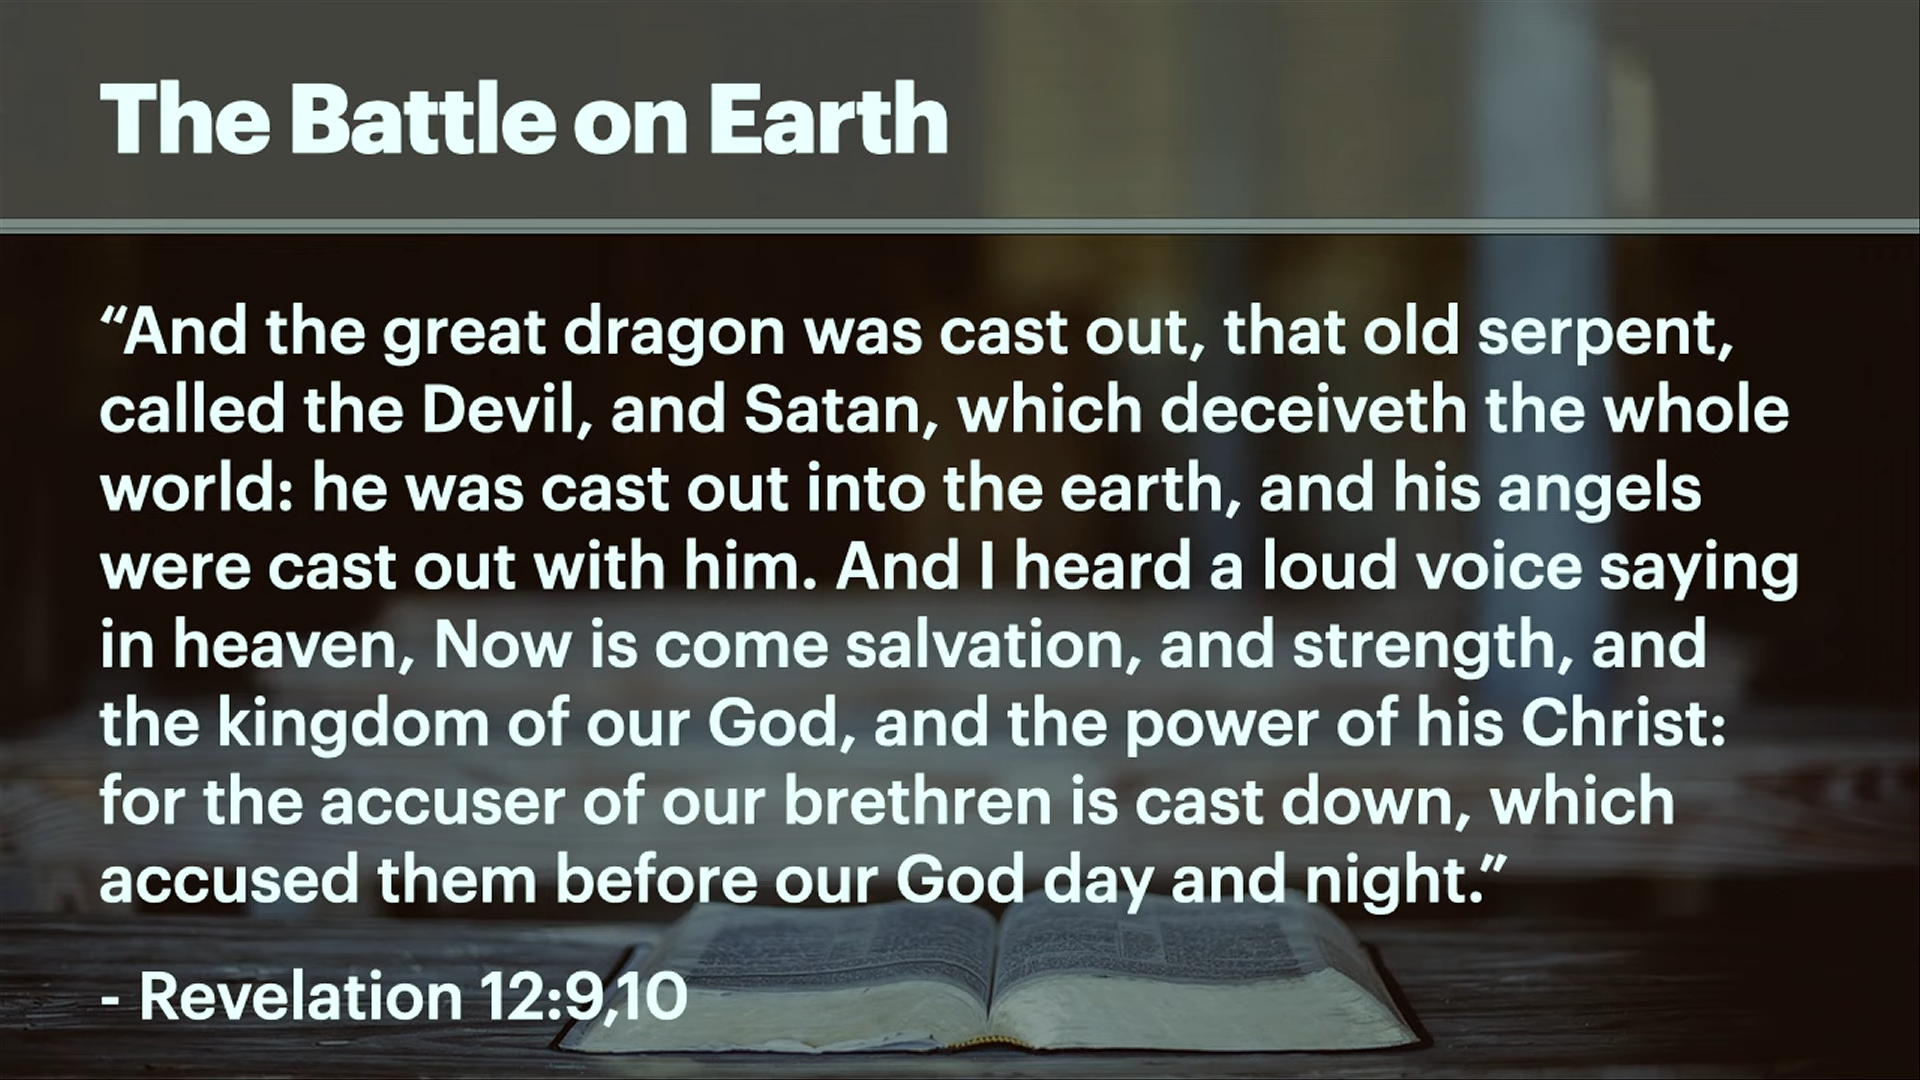 The Battle on Earth
“And the great dragon was cast out, that old serpent,
called the Devil, and Satan, which deceiveth the whole
world: he was cast out into the earth, and his angels
were cast out with him. And I heard a loud voice saying
in heaven, Now is come salvation, and strength, and
the kingdom of our God, and the power of his Christ:
for the accuser of our brethren is cast down, which
accused them before our God day and night.”
- Revelation 12:9,10